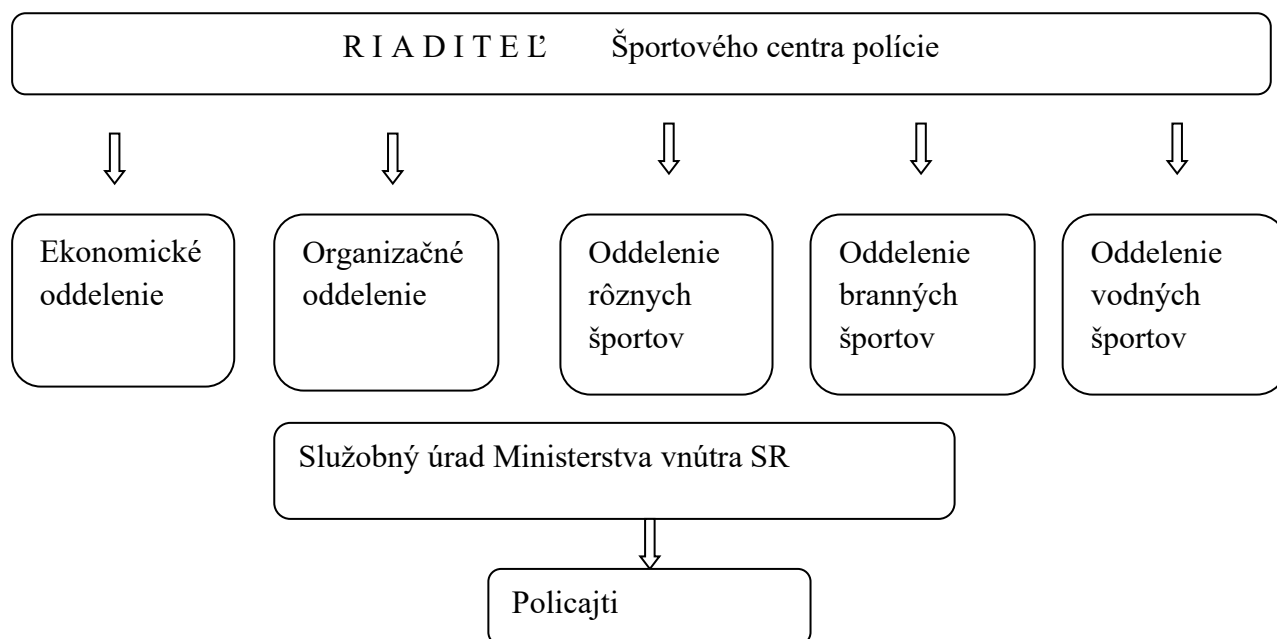 R I A D I T E Ľ Športového centra polície
Ekonomické
oddelenie
Organizačné
oddelenie
Oddelenie
rôznych
športov
Oddelenie
branných
športov
Oddelenie
vodných
športov
Služobný úrad Ministerstva vnútra SR
Policajti